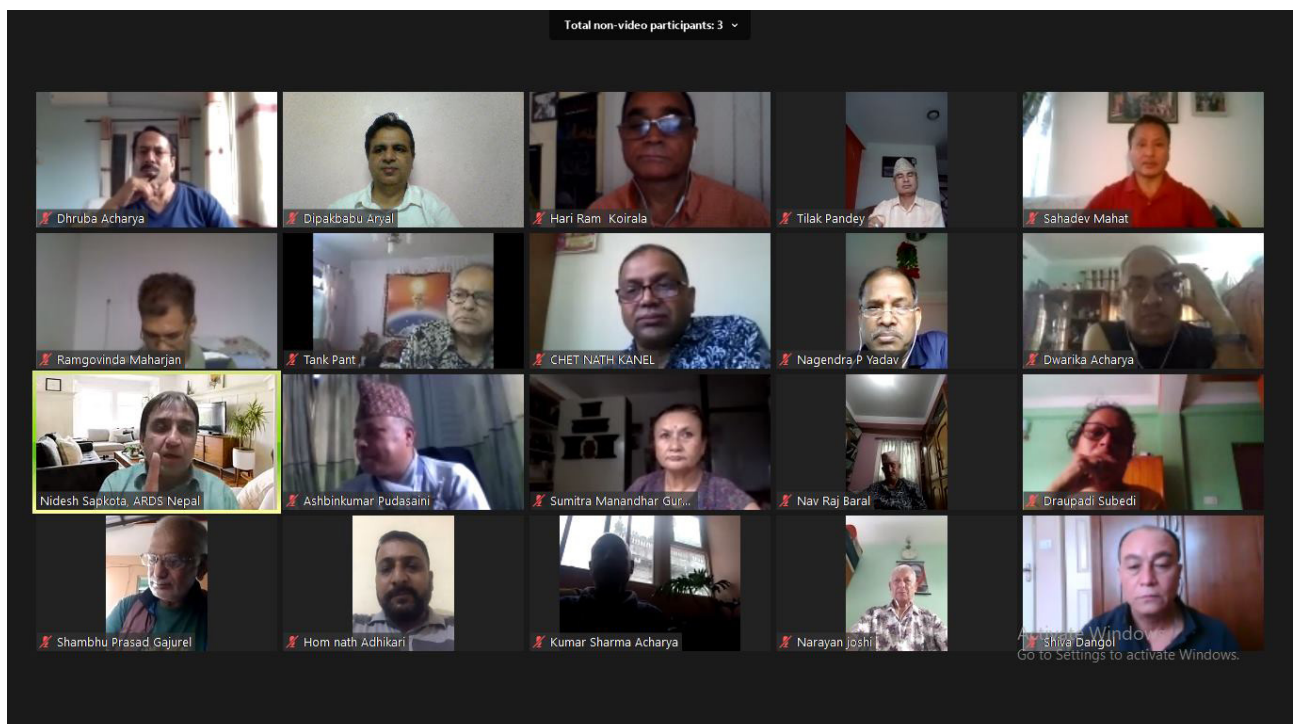 Total non-video participants: 3
Dhruba Acharya
Dipakbabu Aryal
Hari Ram Koirala
Tilak Pandey
Sahadev Mahat
Ramgovinda Maharjan
Tank Pant
CHET NATH KANEL
Nagendra P Yadav
Dwarika Acharya
Nidesh Sapkota, ARDS Nepal
Ashbinkumar Pudasaini
Sumitra Manandhar Gur...
Nav Raj Baral
Draupadi Subedi
Shambhu Prasad Gajurel
Hom nath Adhikari
Kumar Sharma Acharya
Narayan joshi
Shiva Dangol
Activate Windows
Go to Settings to activate Windows.